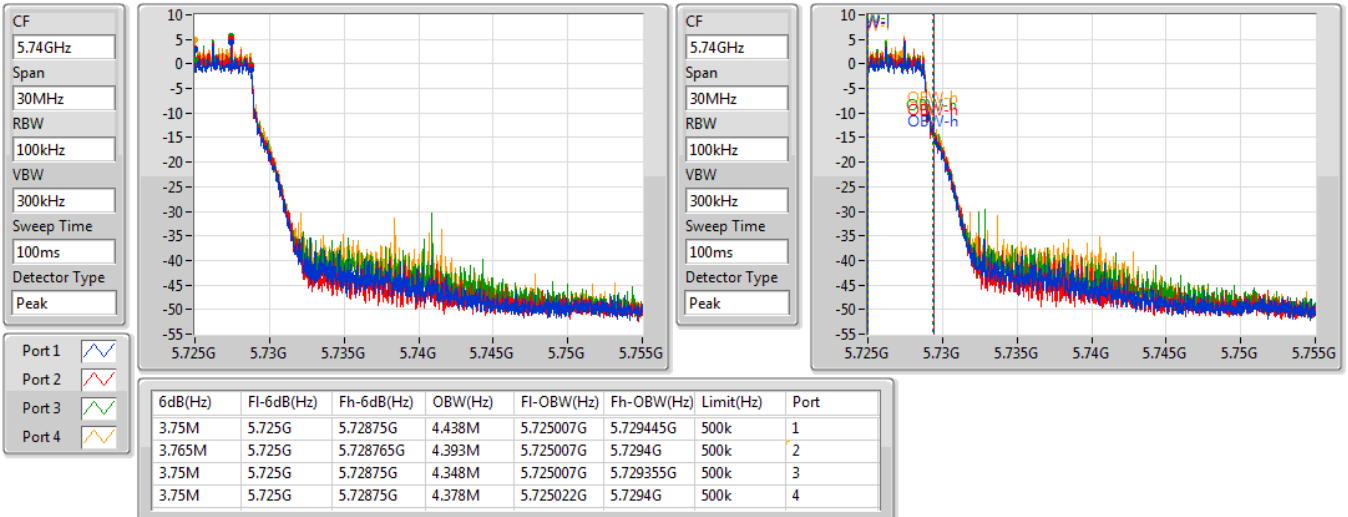 CF
5.74GHz
Span
30MHz
RBW
100kHz
VBW
300kHz
Sweep Time
100ms
Detector Type
Peak
10
5
0
-5
-10
-15
-20
-25
-30
-35
-40
-45
-50
-55
5.725G 5.73G 5.735G 5.74G 5.745G 5.75G 5.755G
CF
5.74GHz
Span
30MHz
RBW
100kHz
VBW
300kHz
Sweep Time
100ms
Detector Type
Peak
10
5
0
-5
-10
-15
-20
-25
-30
-35
-40
-45
-50
-55
OBW-h
OBW-h
OBW-h
OBW-h
5.725G 5.73G 5.735G 5.74G 5.745G 5.75G 5.755G
Port 1
Port 2
Port 3
Port 4
6dB(Hz) Fl-6dB(Hz) Fh-6dB(Hz) OBW(Hz) Fl-OBW(Hz) Fh-OBW(Hz) Limit(Hz) Port
3.75M 5.725G 5.72875G 4.438M 5.725007G 5.729445G 500k 1
3.765M 5.725G 5.728765G 4.393M 5.725007G 5.7294G 500k 2
3.75M 5.725G 5.72875G 4.348M 5.725007G 5.729355G 500k 3
3.75M 5.725G 5.72875G 4.378M 5.725022G 5.7294G 500k 4